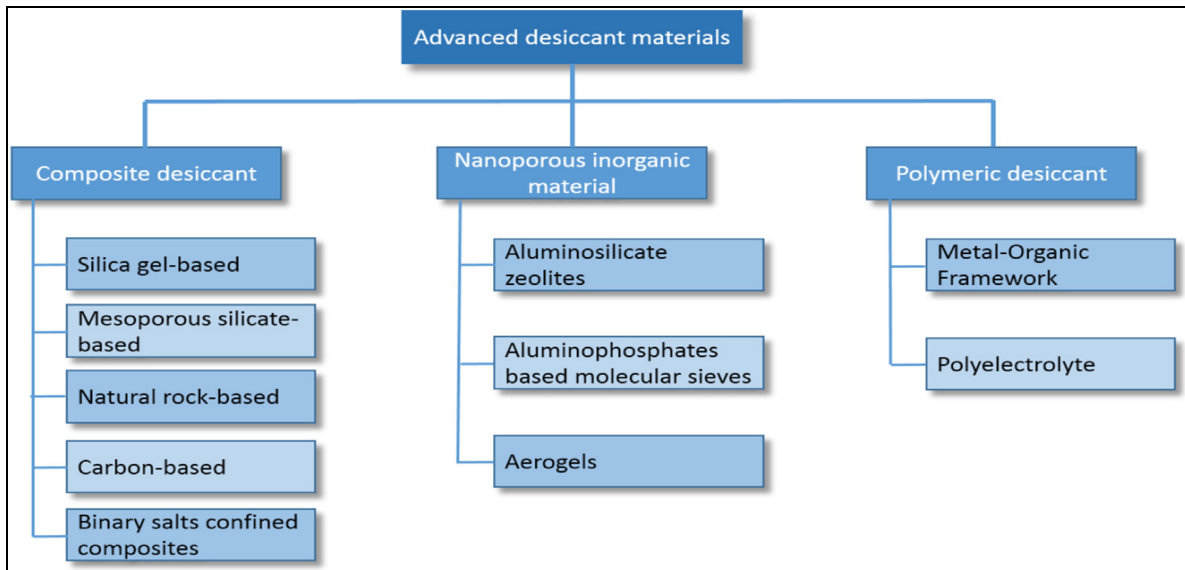 Advanced desiccant materials
Composite desiccant
Silica gel-based
Mesoporous silicate-
based
Natural rock-based
Carbon-based
Binary salts confined
composites
Nanoporous inorganic
material
Aluminosilicate
zeolites
Aluminophosphates
based molecular sieves
Aerogels
Polymeric desiccant
Metal-Organic
Framework
Polyelectrolyte